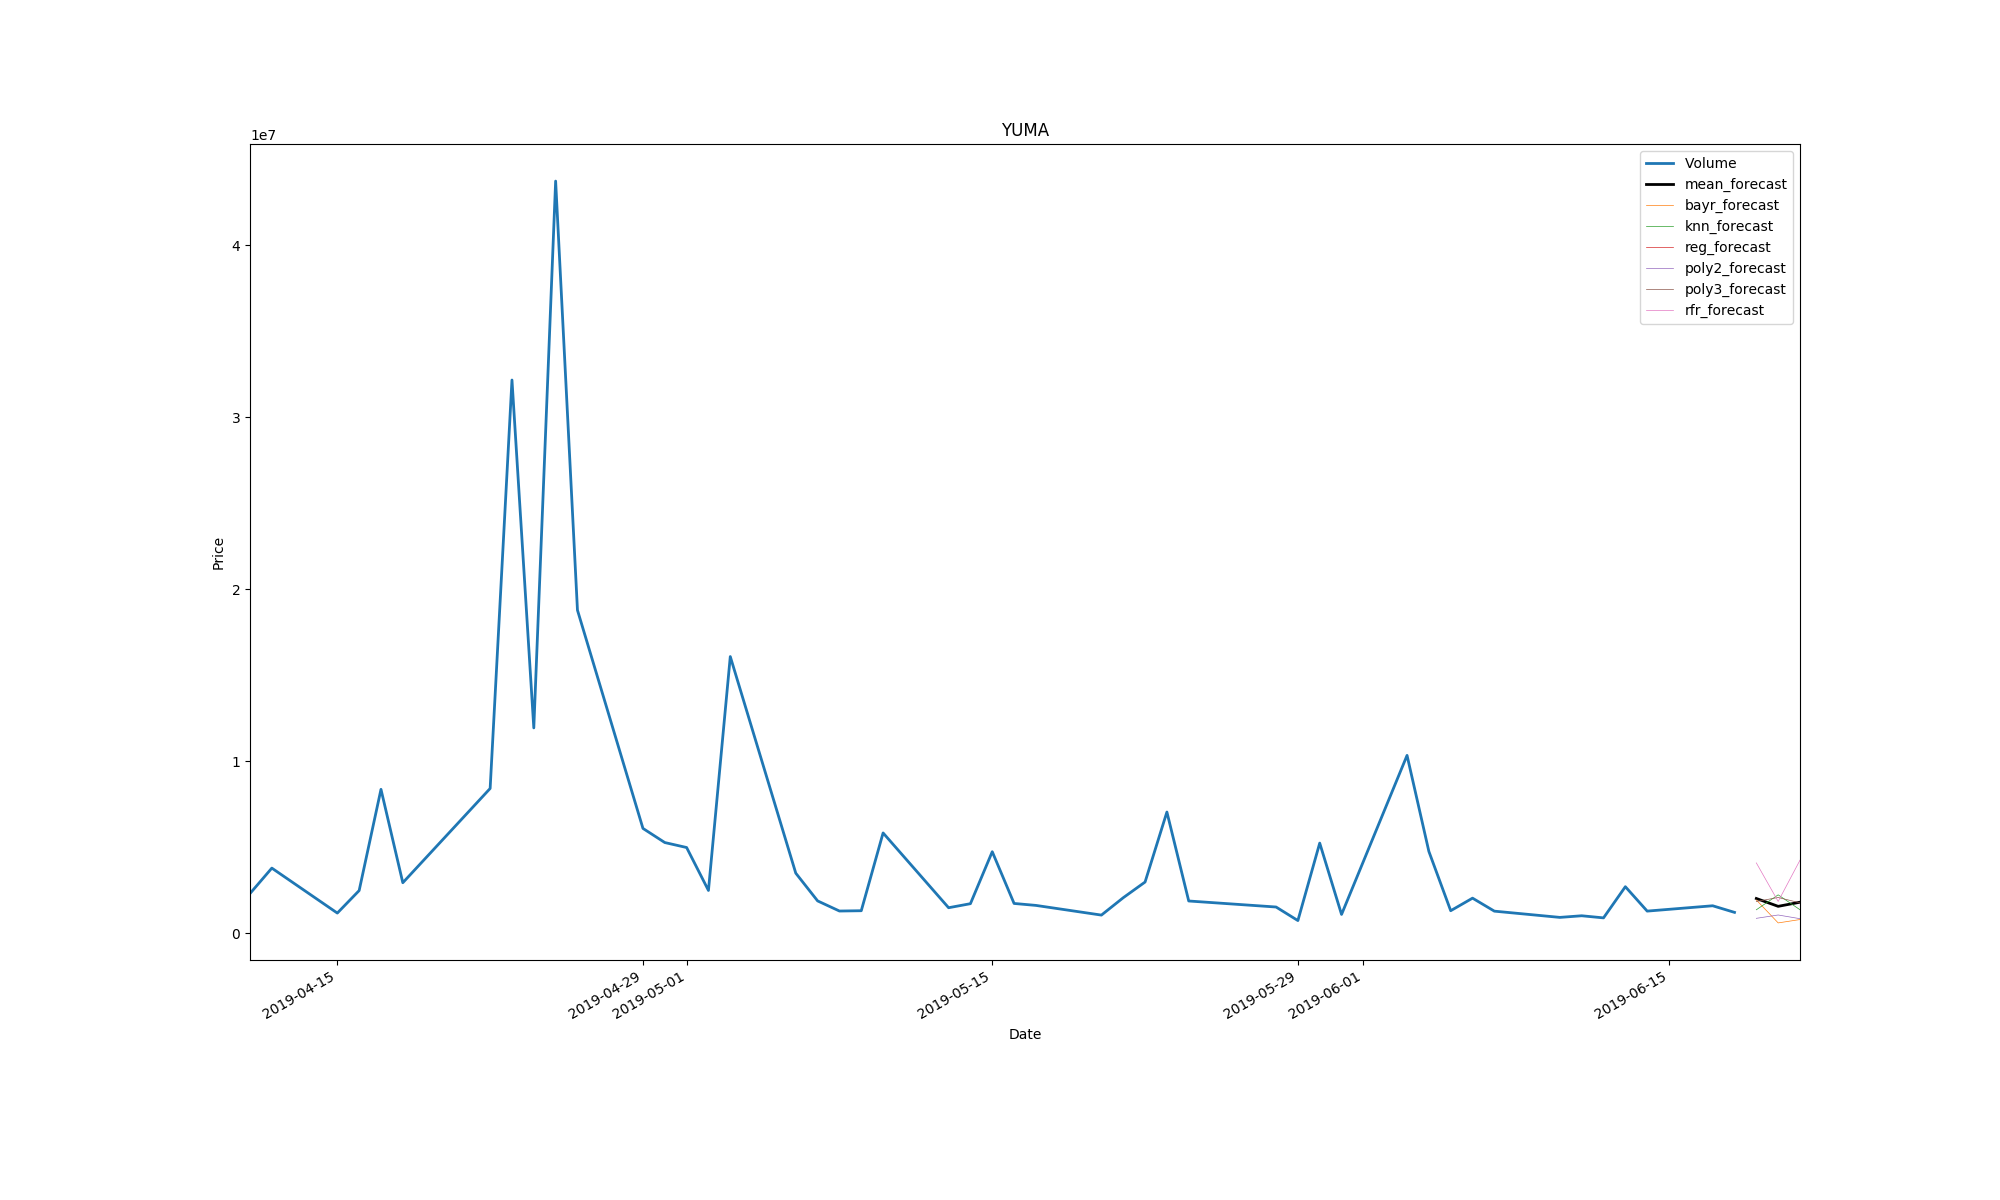 YUMA
1e7
Volume
mean_forecast
bayr_forecast
knn_forecast
reg_forecast
poly2_forecast
poly3_forecast
rfr_forecast
4
3
2
1
0
Price
2019-04-15
2019-04-29
2019-05-01
2019-05-15
2019-05-29
2019-06-01
2019-06-15
Date